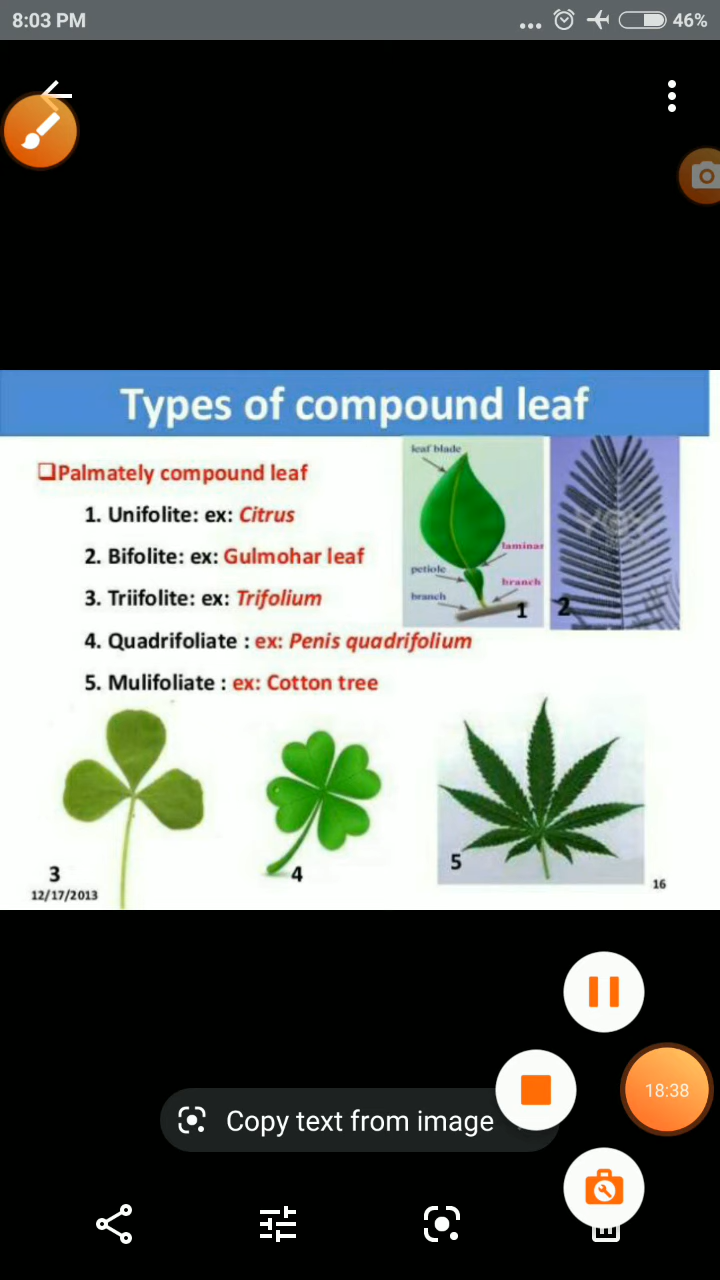 8:03 PM
46%
Types of compound leaf
Palmately compound leaf
1. Unifolite: ex: Citrus
2. Bifolite: ex: Gulmohar leaf
3. Triifolite: ex: Trifolium
4. Quadrifoliate : ex: Penis quadrifolium
5. Mulifoliate : ex: Cotton tree
leaf blade
laminar
petiole
branch
branch
1
2
3
4
5
12/17/2013
16
18:38
Copy text from image